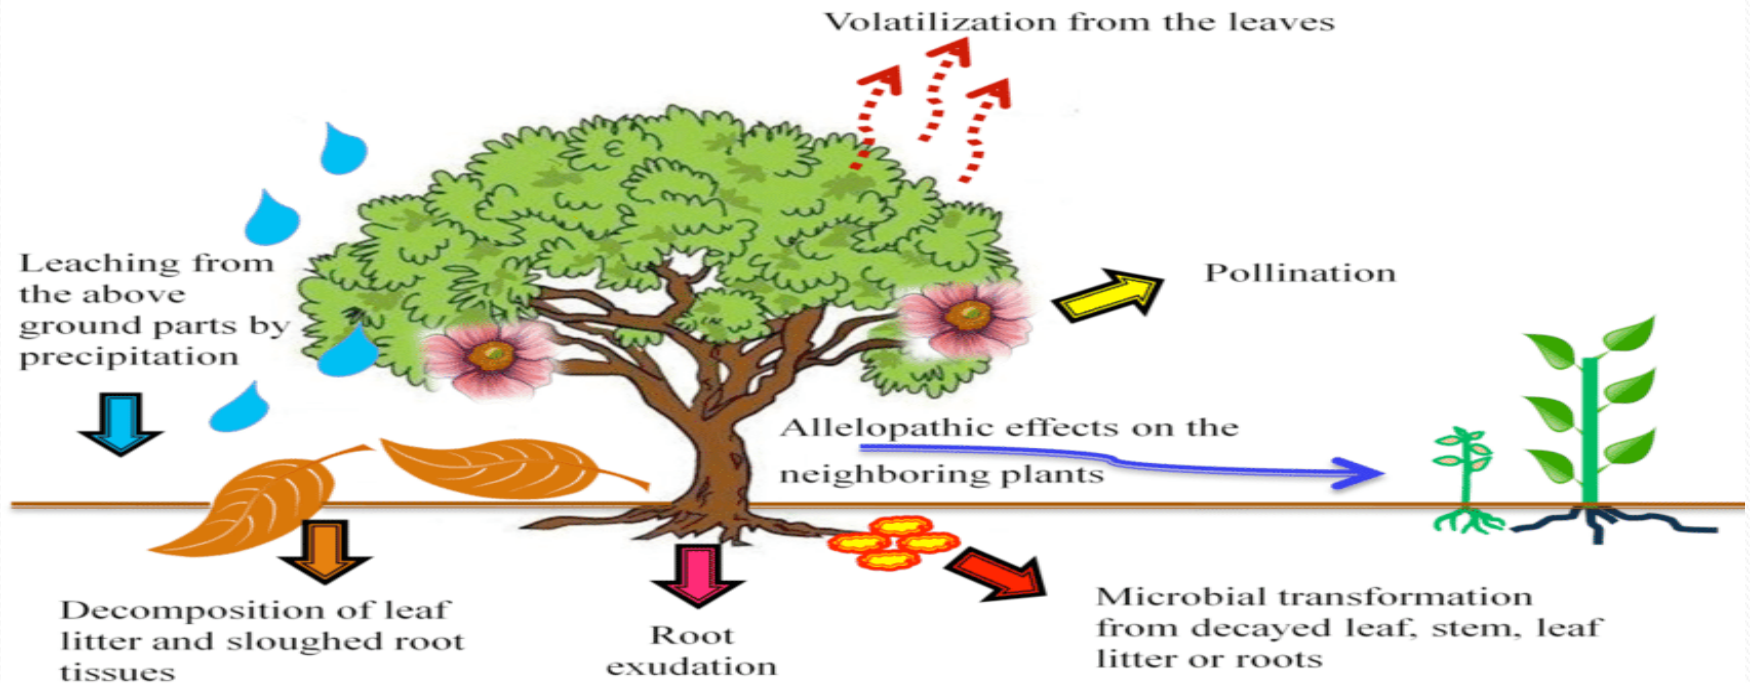 Volatilization from the leaves
Leaching from
the above
ground parts by
precipitation
Pollination
Allelopathic effects on the
neighboring plants
Decomposition of leaf
litter and sloughed root
tissues
Root
exudation
Microbial transformation
from decayed leaf, stem, leaf
litter or roots